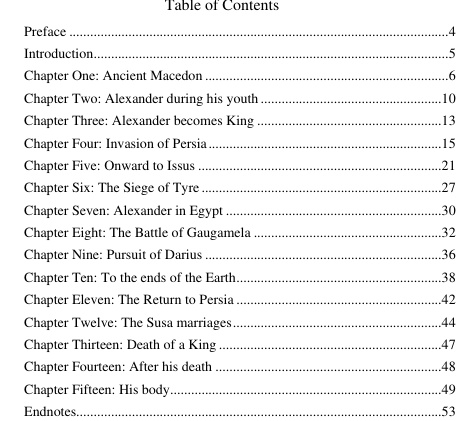 Table of Contents
Preface ....................................................................................................................4
Introduction............................................................................................................5
Chapter One: Ancient Macedon ..........................................................................6
Chapter Two: Alexander during his youth ........................................................10
Chapter Three: Alexander becomes King .........................................................13
Chapter Four: Invasion of Persia.......................................................................15
Chapter Five: Onward to Issus ..........................................................................21
Chapter Six: The Siege of Tyre.........................................................................27
Chapter Seven: Alexander in Egypt ..................................................................30
Chapter Eight: The Battle of Gaugamela ..........................................................32
Chapter Nine: Pursuit of Darius ........................................................................36
Chapter Ten: To the ends of the Earth...............................................................38
Chapter Eleven: The Return to Persia ...............................................................42
Chapter Twelve: The Susa marriages................................................................44
Chapter Thirteen: Death of a King ....................................................................47
Chapter Fourteen: After his death .....................................................................48
Chapter Fifteen: His body..................................................................................49
Endnotes.............................................................................................................53